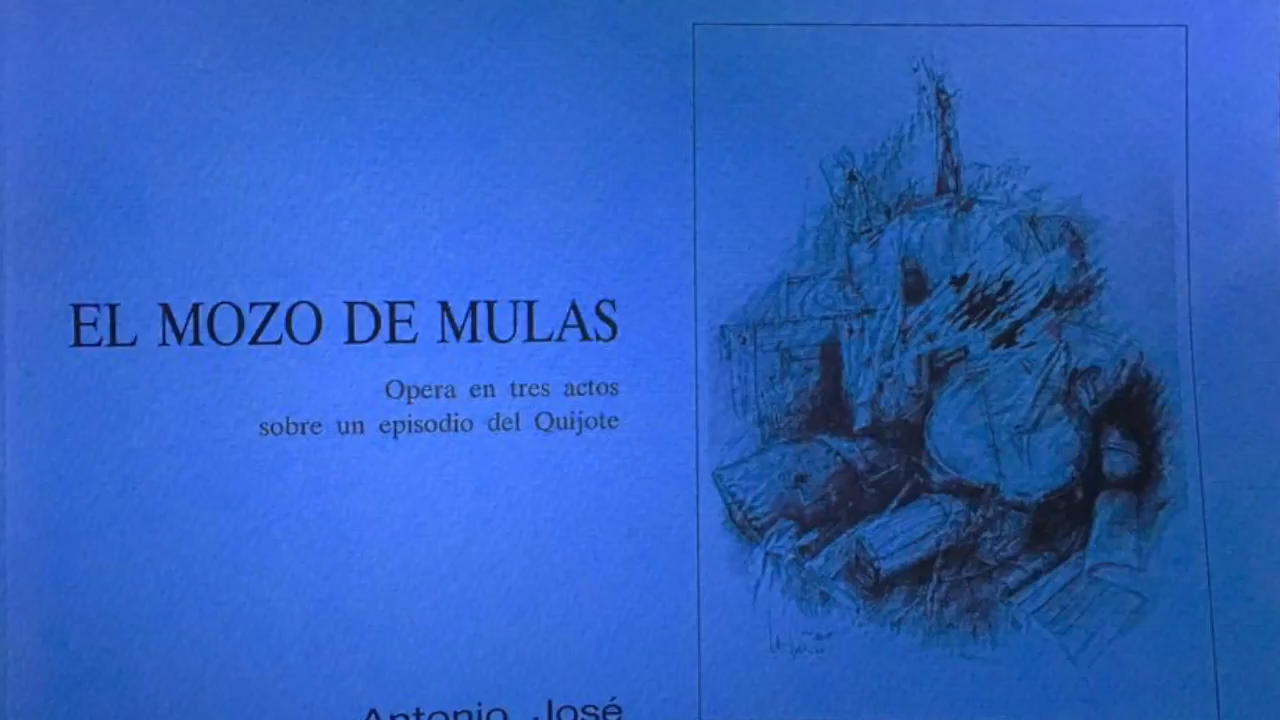 EL MOZO DE MULAS
Opera en tres actos
sobre un episodio del Quijote
Antonio José